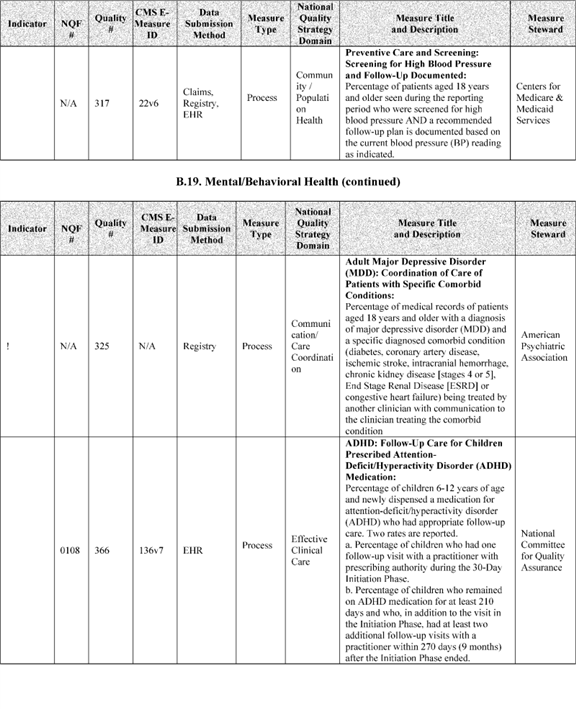 Indicator NQF # Quality # CMS E-Measure ID Data Submission Method Measure Type National Quality Strategy Domain Measure Title and Description Measure Steward
N/A 317 22v6 Claims, Registry, EHR Process Commun ity / Populati on Health
Preventive Care and Screening:
Screening for High Blood Pressure
and Follow-Up Documented:
Percentage of patients aged 18 years
and older seen during the reporting
period who were screened for high
blood pressure AND a recommended
follow-up plan is documented based on
the current blood pressure (BP) reading
as indicated.
Centers for
Medicare &
Medicaid
Services
B.19. Mental/Behavioral Health (continued)
Indicator NQF # Quality # CMS E-Measure ID Data Submission Method Measure Type National Quality Strategy Domain Measure Title and Description Measure Steward
! N/A 325 N/A Registry Process Communi cation/ Care Coordinati on
Adult Major Depressive Disorder
(MDD): Coordination of Care of
Patients with Specific Comorbid
Conditions:
Percentage of medical records of patients
aged 18 years and older with a diagnosis
of major depressive disorder (MDD) and
a specific diagnosed comorbid condition
(diabetes, coronary artery disease,
ischemic stroke, intracranial hemorrhage,
chronic kidney disease [stages 4 or 5],
End Stage Renal Disease [ESRD] or
congestive heart failure) being treated by
another clinician with communication to
the clinician treating the comorbid
condition
American
Psychiatric
Association
0108 366 136v7 EHR Process Effective Clinical Care
ADHD: Follow-Up Care for Children
Prescribed Attention-
Deficit/Hyperactivity Disorder (ADHD)
Medication:
Percentage of children 6-12 years of age
and newly dispensed a medication for
attention-deficit/hyperactivity disorder
(ADHD) who had appropriate follow-up
care. Two rates are reported.
a. Percentage of children who had one
follow-up visit with a practitioner with
prescribing authority during the 30-Day
Initiation Phase.
b. Percentage of children who remained
on ADHD medication for at least 210
days and who, in addition to the visit in
the Initiation Phase, had at least two
additional follow-up visits with a
practitioner within 270 days (9 months)
after the Initiation Phase ended.
National
Committee
for Quality
Assurance